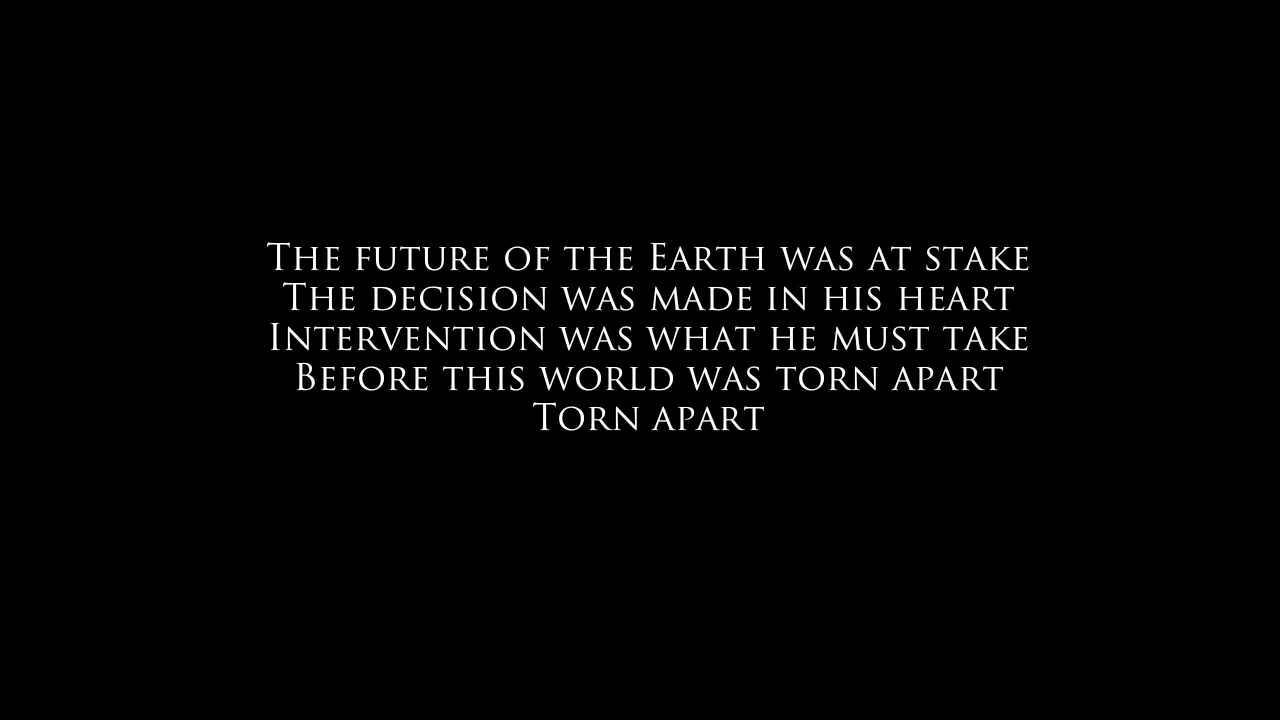 The future of the Earth was at stake
The decision was made in his heart
Intervention was what he must take
Before this world was torn apart
Torn apart